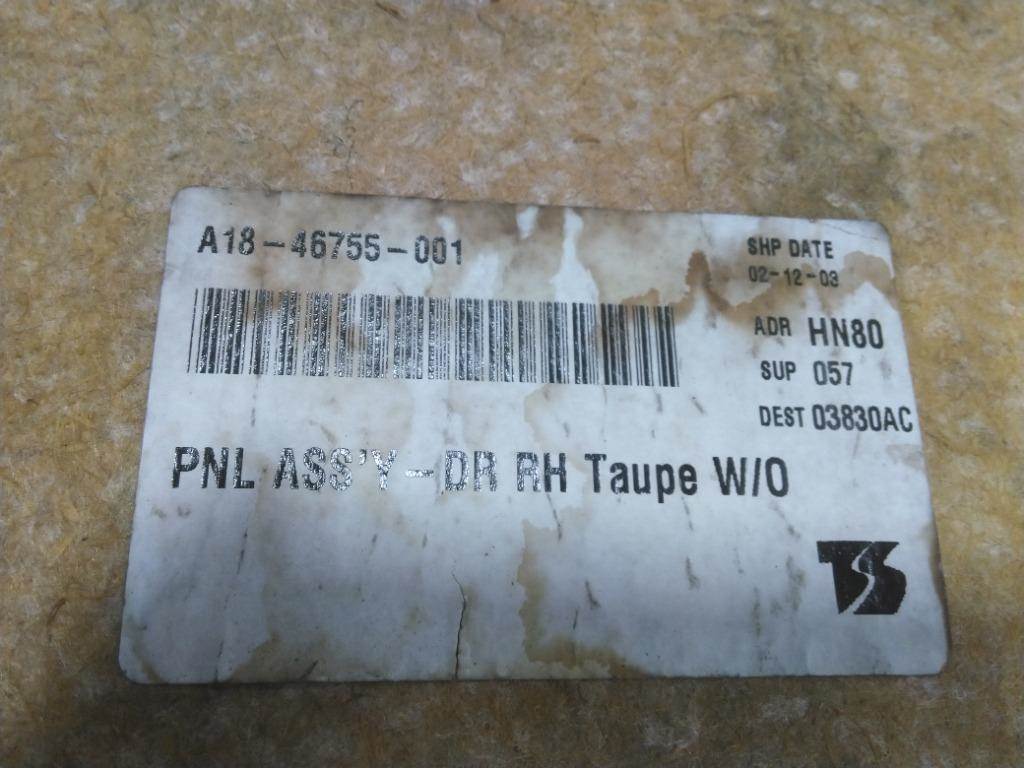 A18-46755-001
SHP DATE
02-12-03
ADR HN80
SUP 057
DEST 03830AC
PNL ASS'Y-DR RH Taupe W/O
TS